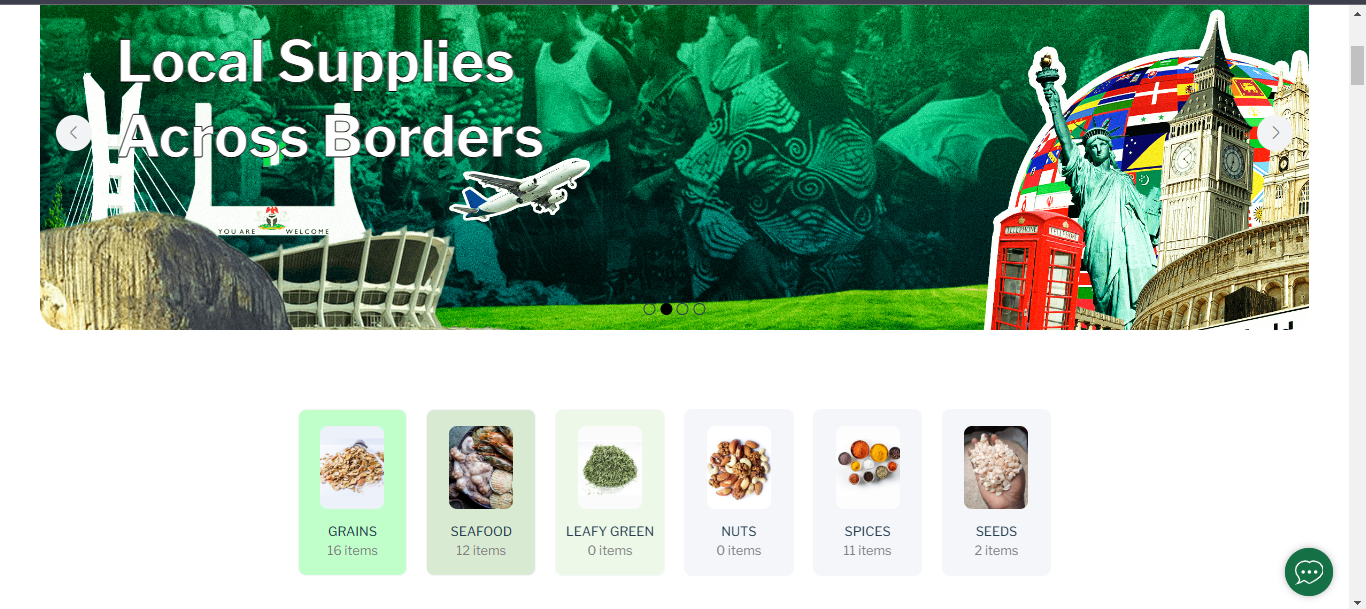 Local Supplies
Across Borders
YOU ARE WELCOME
TELEPHONE
GRAINS
16 items
SEAFOOD
12 items
LEAFY GREEN
0 items
NUTS
0 items
SPICES
11 items
SEEDS
2 items